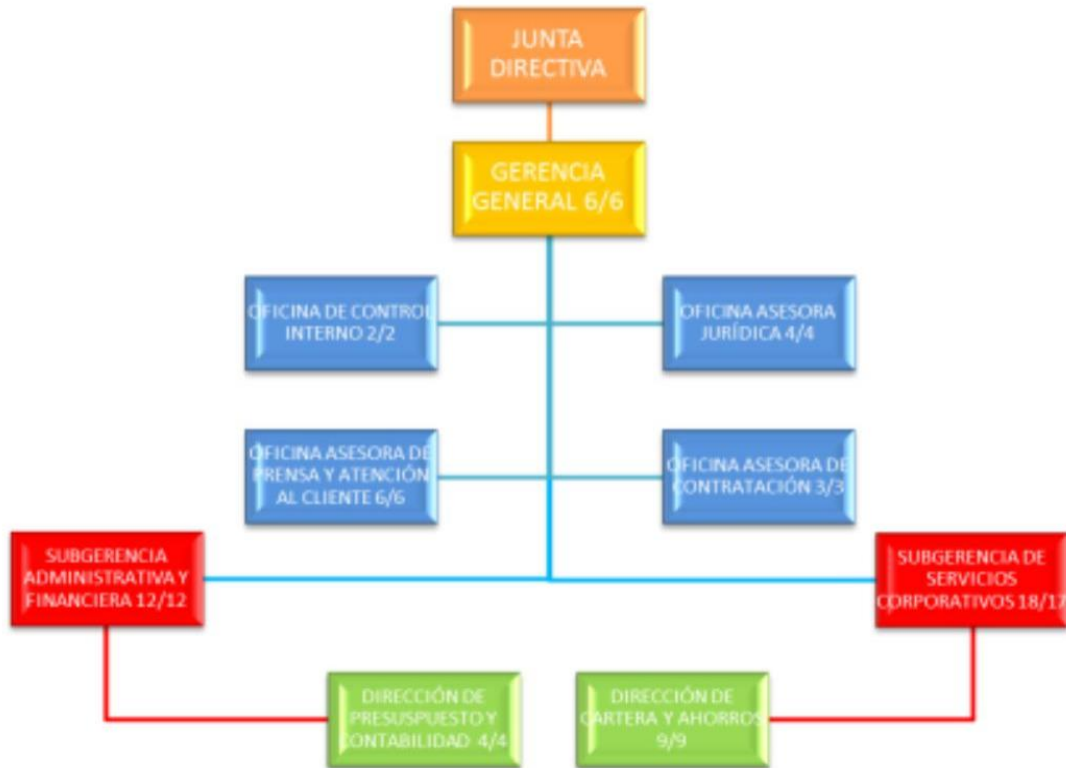 JUNTA
DIRECTIVA
GERENCIA
GENERAL 6/6
OFICINA DE CONTROL
INTERNO 2/2
OFICINA ASESORA
JURÍDICA 4/4
OFICINA ASESORA DE
PRENSA Y ATENCIÓN
AL CLIENTE 6/6
OFICINA ASESORA DE
CONTRATACIÓN 3/3
SUBGERENCIA
ADMINISTRATIVA Y
FINANCIERA 12/12
SUBGERENCIA DE
SERVICIOS
CORPORATIVOS 18/17
DIRECCIÓN DE
PRESUSPUESTO Y
CONTABILIDAD 4/4
DIRECCIÓN DE
CARTERA Y AHORROS
9/9